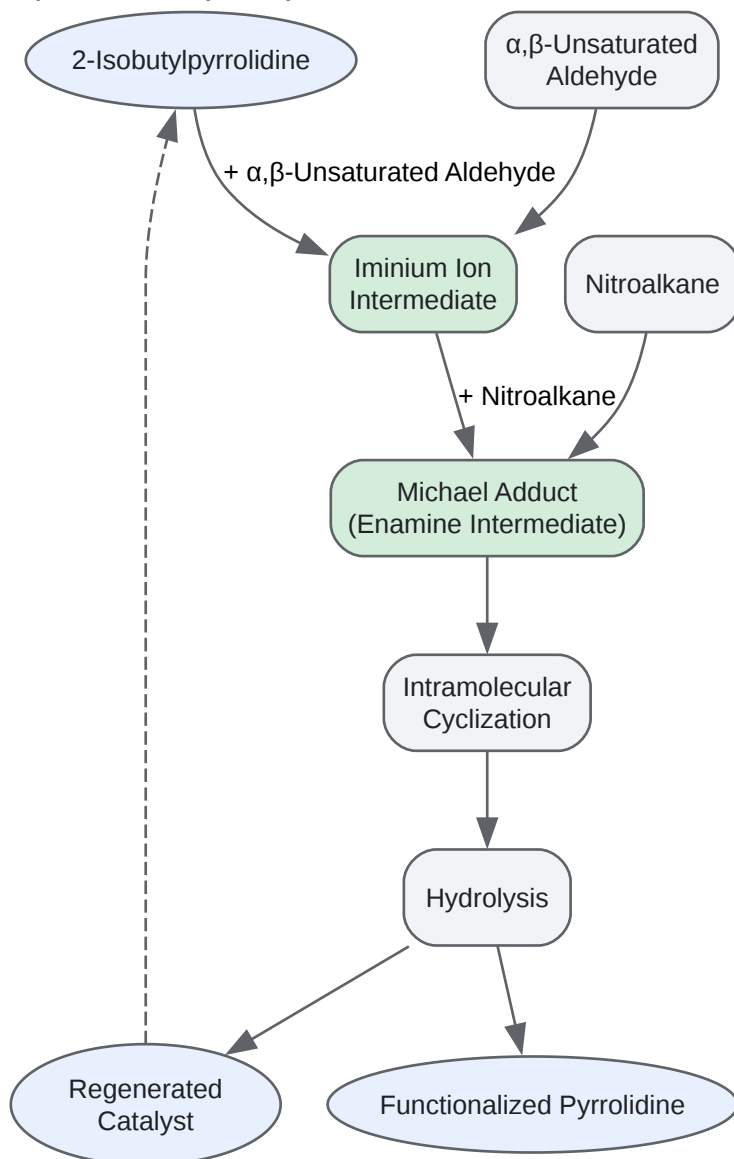 2-Isobutylpyrrolidine
α,β-Unsaturated
Aldehyde
+ α,β-Unsaturated Aldehyde
Iminium Ion
Intermediate
Nitroalkane
+ Nitroalkane
Michael Adduct
(Enamine Intermediate)
Intramolecular
Cyclization
Hydrolysis
Regenerated
Catalyst
Functionalized Pyrrolidine